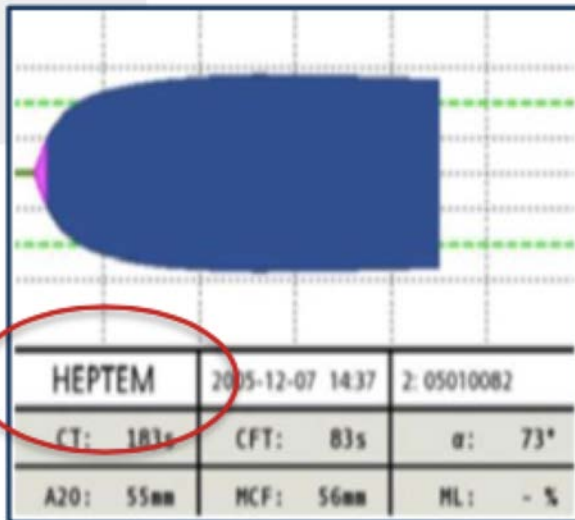 HEPTEM 2005-12-07 14:37 2: 05010082
CT: 183s CFT: 83s α: 73°
A20: 55mm MCF: 56mm ML: - %